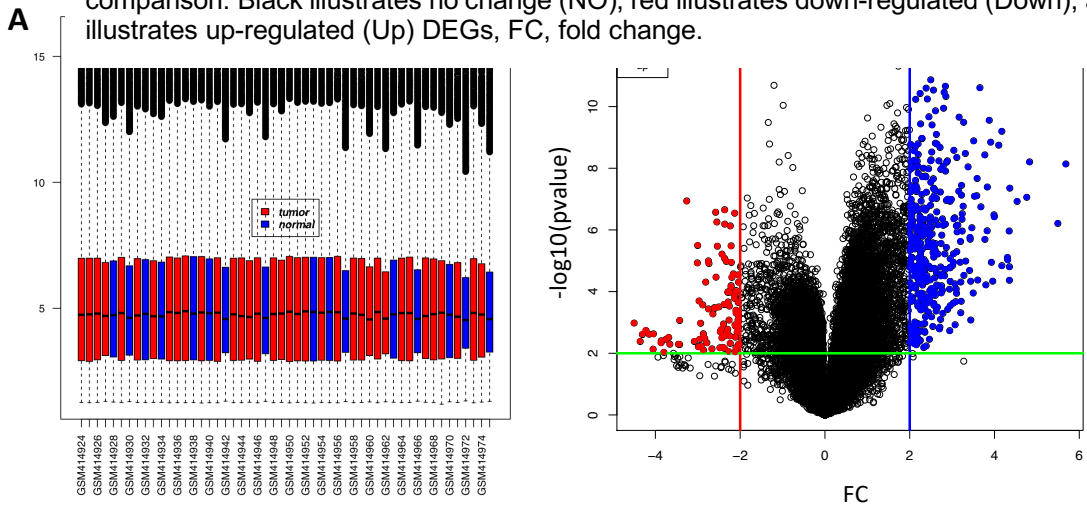 comparison. Black illustrates no change (NO), red illustrates down-regulated (Down),
A
illustrates up-regulated (Up) DEGs, FC, fold change.
15
10
5
tumor
normal
GSM414924
GSM414926
GSM414928
GSM414930
GSM414932
GSM414934
GSM414936
GSM414938
GSM414940
GSM414942
GSM414944
GSM414946
GSM414948
GSM414950
GSM414952
GSM414954
GSM414956
GSM414958
GSM414960
GSM414962
GSM414964
GSM414966
GSM414968
GSM414970
GSM414972
GSM414974
-log10(pvalue)
10
8
6
4
2
0
−4
−2
0
2
4
6
FC